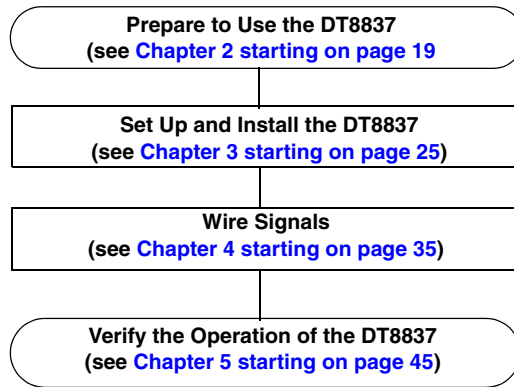 Prepare to Use the DT8837
(see Chapter 2 starting on page 19
Set Up and Install the DT8837
(see Chapter 3 starting on page 25)
Wire Signals
(see Chapter 4 starting on page 35)
Verify the Operation of the DT8837
(see Chapter 5 starting on page 45)